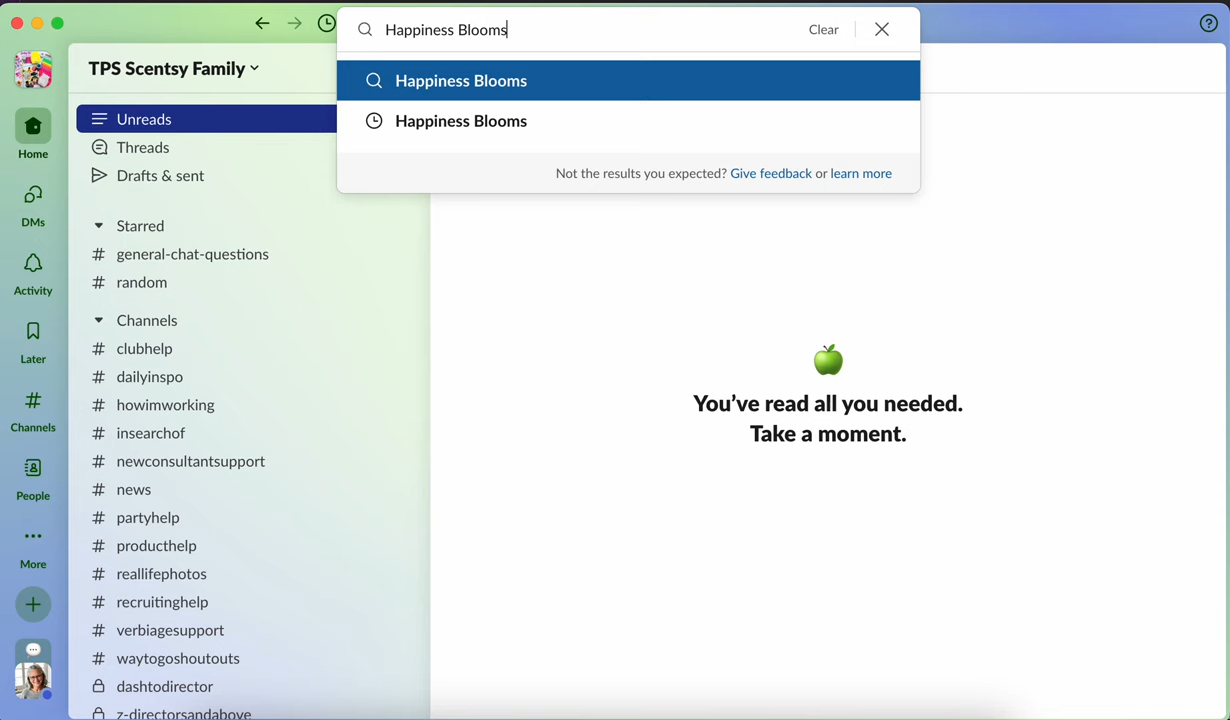 Happiness Blooms
Clear
Happiness Blooms
Happiness Blooms
Not the results you expected? Give feedback or learn more
TPS Scentsy Family
Home
DMs
Activity
Later
Channels
People
More
Unreads
Threads
Drafts & sent
Starred
# general-chat-questions
# random
Channels
# clubhelp
# dailyinspo
# howimworking
# insearchof
# newconsultantsupport
# news
# partyhelp
# producthelp
# reallifephotos
# recruitinghelp
# verbiagesupport
# waytogoshoutouts
dashtodirector
z-directorsandabove
You’ve read all you needed.
Take a moment.